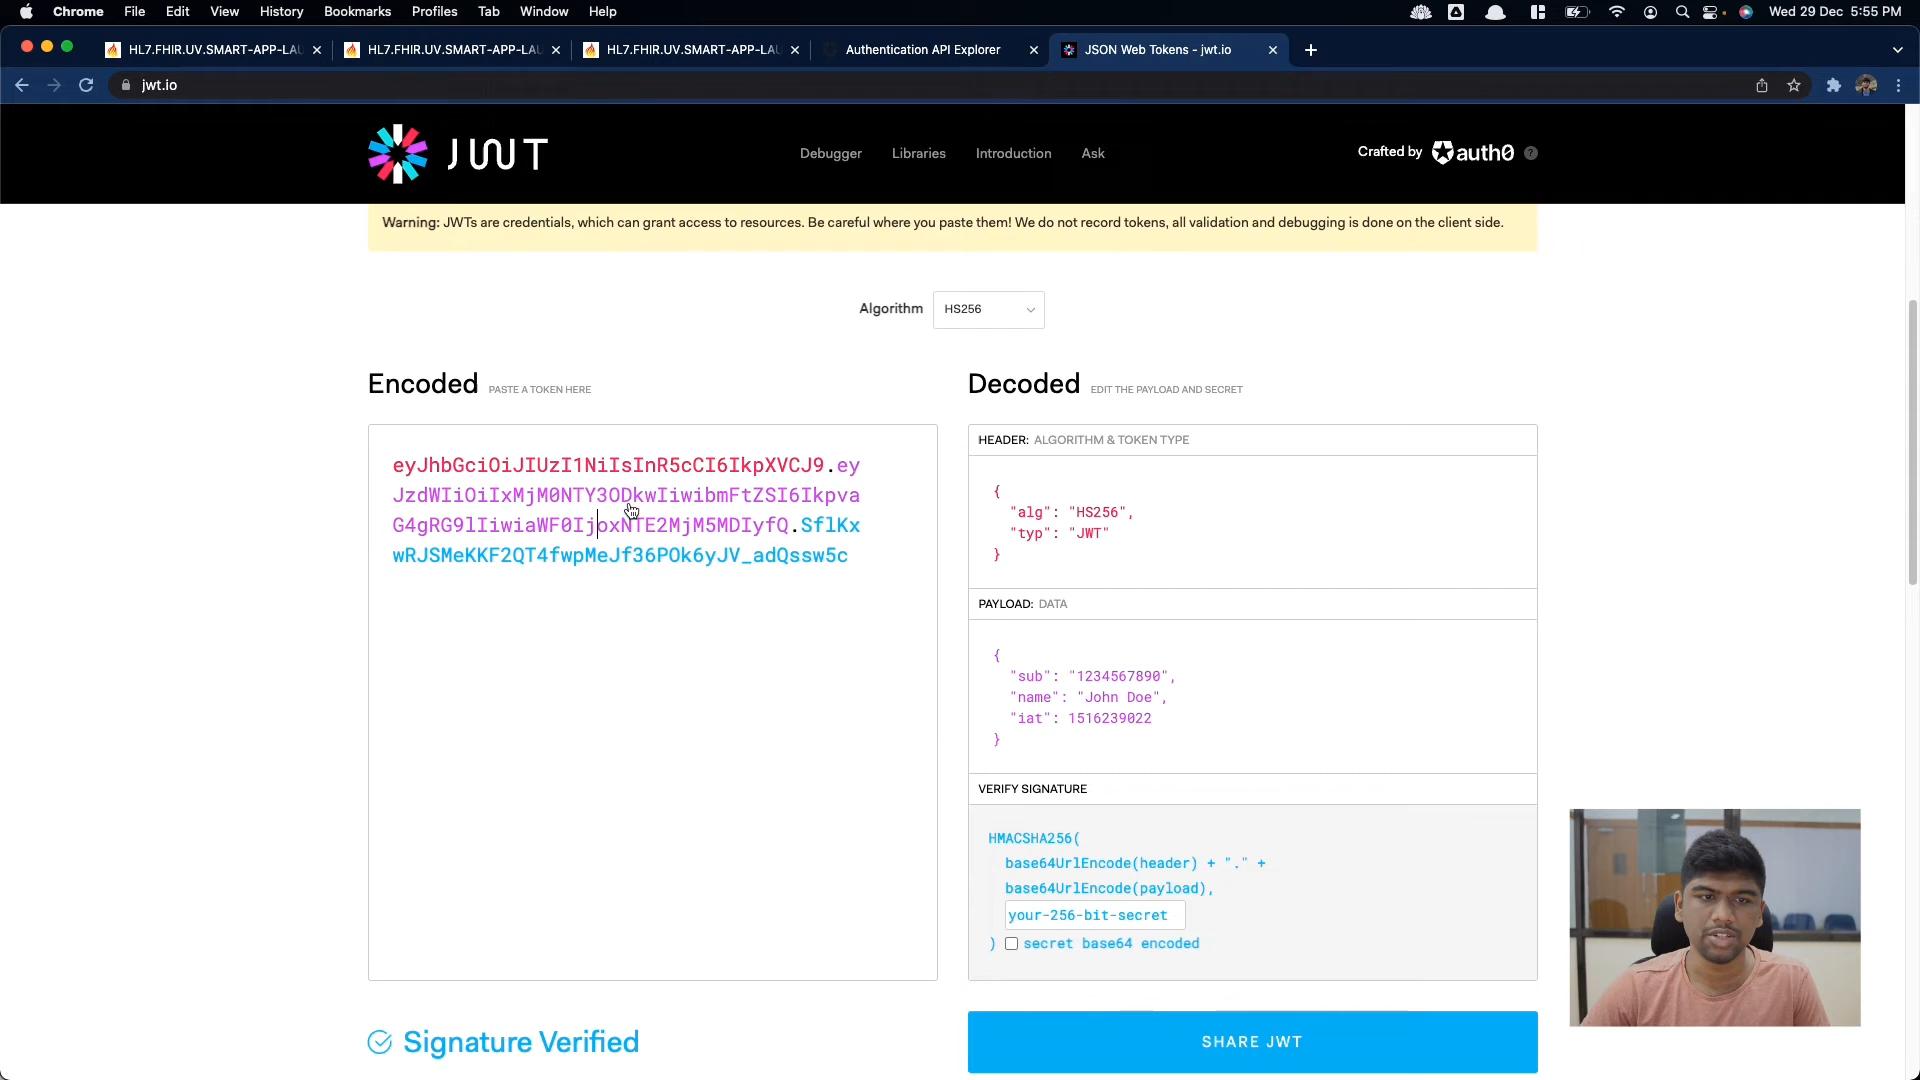 Chrome File Edit View History Bookmarks Profiles Tab Window Help Wed 29 Dec 5:55 PM
HL7.FHIR.UV.SMART-APP-LAU HL7.FHIR.UV.SMART-APP-LAU HL7.FHIR.UV.SMART-APP-LAU Authentication API Explorer JSON Web Tokens - jwt.io
jwt.io
JWT Debugger Libraries Introduction Ask Crafted by auth0 ?
Warning: JWTs are credentials, which can grant access to resources. Be careful where you paste them! We do not record tokens, all validation and debugging is done on the client side.
Algorithm HS256
Encoded PASTE A TOKEN HERE
eyJhbGciOiJIUzI1NiIsInR5cCI6IkpXVCJ9.ey
JzdWIiOiIxMjM0NTY3ODkwIiwibmFtZSI6Ikpva
G4gRG9lIiwiaWF0IjoxNTE2MjM5MDIyfQ.SflKx
wRJSMeKKF2QT4fwpMeJf36POk6yJV_adQssw5c
Signature Verified
Decoded EDIT THE PAYLOAD AND SECRET
HEADER: ALGORITHM & TOKEN TYPE
{
"alg": "HS256",
"typ": "JWT"
}
PAYLOAD: DATA
{
"sub": "1234567890",
"name": "John Doe",
"iat": 1516239022
}
VERIFY SIGNATURE
HMACSHA256(
base64UrlEncode(header) + "." +
base64UrlEncode(payload),
your-256-bit-secret
) secret base64 encoded
SHARE JWT